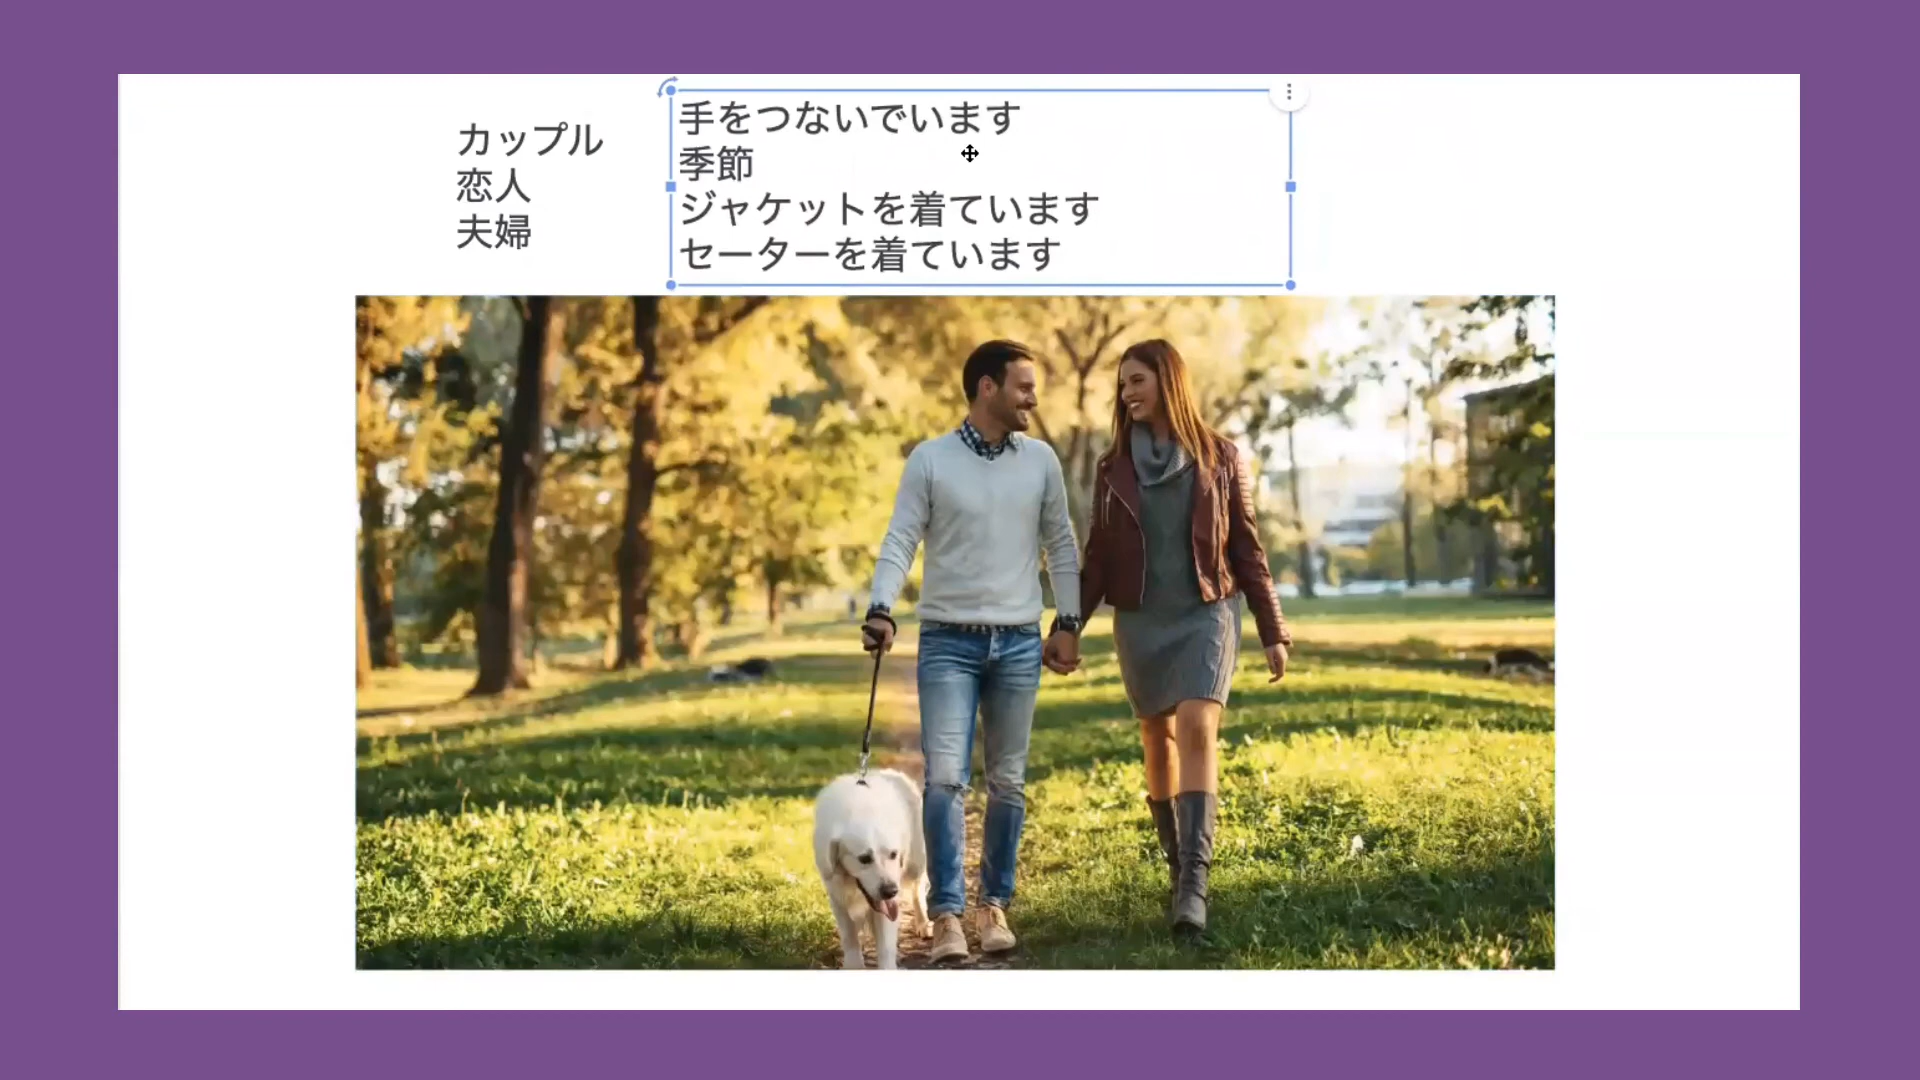 カップル
恋人
夫婦
手をつないでいます
季節
ジャケットを着ています
セーターを着ています